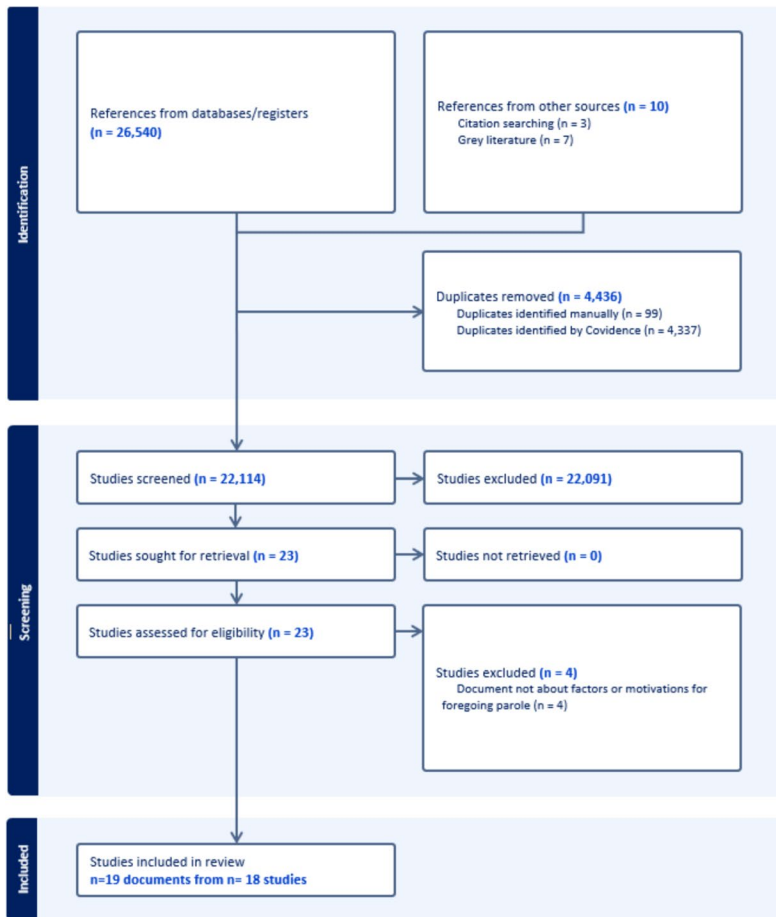 Identification
References from databases/registers
(n = 26,540)
References from other sources (n = 10)
Citation searching (n = 3)
Grey literature (n = 7)
Duplicates removed (n = 4,436)
Duplicates identified manually (n = 99)
Duplicates identified by Covidence (n = 4,337)
Screening
Studies screened (n = 22,114)
Studies excluded (n = 22,091)
Studies sought for retrieval (n = 23)
Studies not retrieved (n = 0)
Studies assessed for eligibility (n = 23)
Studies excluded (n = 4)
Document not about factors or motivations for
foregoing parole (n = 4)
Included
Studies included in review
n=19 documents from n= 18 studies